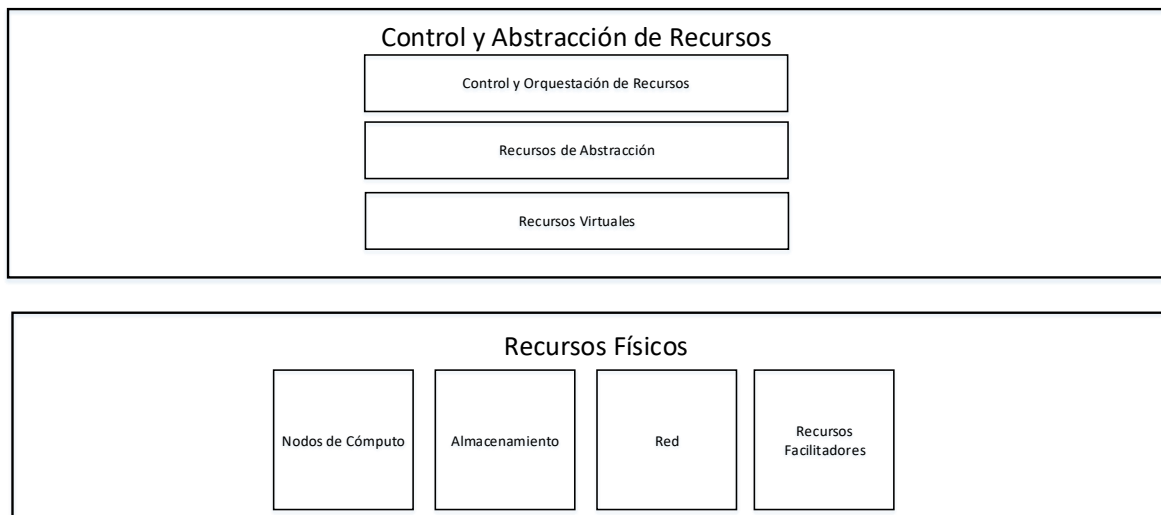 Control y Abstracción de Recursos
Control y Orquestación de Recursos
Recursos de Abstracción
Recursos Virtuales
Recursos Físicos
Nodos de Cómputo
Almacenamiento
Red
Recursos
Facilitadores